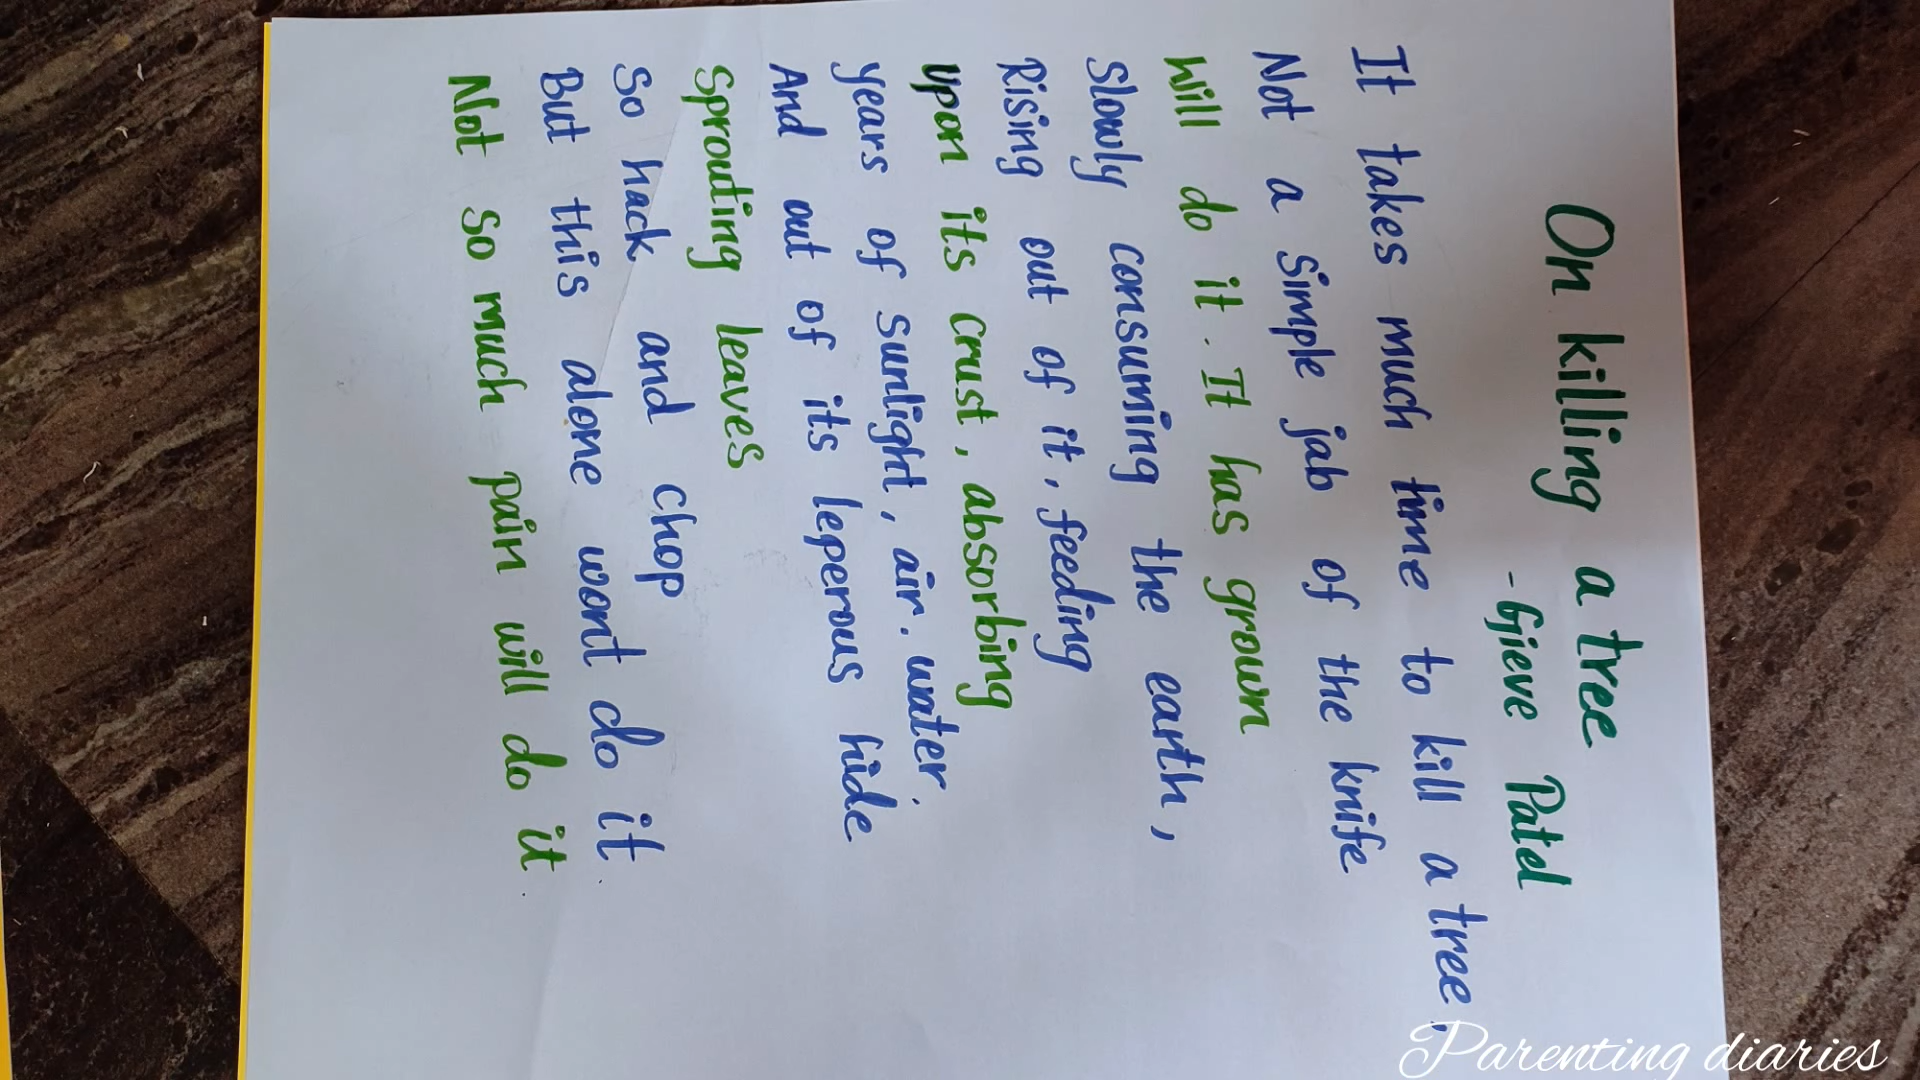 On killing a tree
- Gieve Patel
It takes much time to kill a tree,
Not a simple jab of the knife
will do it. It has grown
Slowly consuming the earth,
Rising out of it, feeding
upon its crust, absorbing
years of sunlight, air. water.
And out of its leperous hide
Sprouting leaves
So hack and chop
But this alone wont do it.
Not so much pain will do it.
Parenting diaries